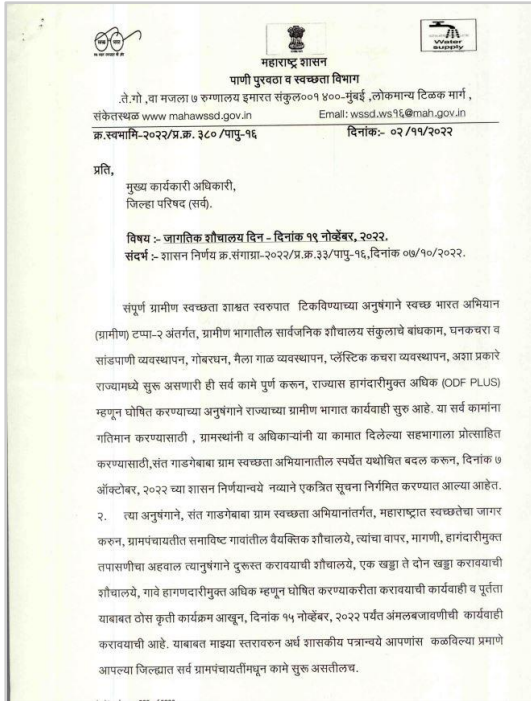 Water
supply
महाराष्ट्र शासन
पाणी पुरवठा व स्वच्छता विभाग
.ते.गो ,वा मजला ७ रुग्णालय इमारत संकुल००१ ४००-मुंबई ,लोकमान्य टिळक मार्ग ,
संकेतस्थळ www mahawssd.gov.in Email: wssd.ws१६@mah.gov.in
क्र.स्वभामि-२०२२/प्र.क्र. ३८० /पापु-१६ दिनांक:- ०२ /११/२०२२
प्रति,
मुख्य कार्यकारी अधिकारी,
जिल्हा परिषद (सर्व).
विषय :- जागतिक शौचालय दिन - दिनांक १९ नोव्हेंबर, २०२२.
संदर्भ :- शासन निर्णय क्र.संगाग्रा-२०२२/प्र.क्र.३३/पापु-१६,दिनांक ०७/१०/२०२२.
संपूर्ण ग्रामीण स्वच्छता शाश्वत स्वरुपात टिकविण्याच्या अनुषंगाने स्वच्छ भारत अभियान
(ग्रामीण) टप्पा-२ अंतर्गत, ग्रामीण भागातील सार्वजनिक शौचालय संकुलाचे बांधकाम, घनकचरा व
सांडपाणी व्यवस्थापन, गोबरघन, मैला गाळ व्यवस्थापन, प्लॅस्टिक कचरा व्यवस्थापन, अशा प्रकारे
राज्यामध्ये सुरू असणारी ही सर्व कामे पुर्ण करून, राज्यास हागंदारीमुक्त अधिक (ODF PLUS)
म्हणून घोषित करण्याच्या अनुषंगाने राज्याच्या ग्रामीण भागात कार्यवाही सुरु आहे. या सर्व कामांना
गतिमान करण्यासाठी , ग्रामस्थांनी व अधिकाऱ्यांनी या कामात दिलेल्या सहभागाला प्रोत्साहित
करण्यासाठी,संत गाडगेबाबा ग्राम स्वच्छता अभियानातील स्पर्धेत यथोचित बदल करून, दिनांक ७
ऑक्टोबर, २०२२ च्या शासन निर्णयान्वये नव्याने एकत्रित सूचना निर्गमित करण्यात आल्या आहेत.
२. त्या अनुषंगाने, संत गाडगेबाबा ग्राम स्वच्छता अभियानांतर्गत, महाराष्ट्रात स्वच्छतेचा जागर
करुन, ग्रामपंचायतीत समाविष्ट गावांतील वैयक्तिक शौचालये, त्यांचा वापर, मागणी, हागंदारीमुक्त
तपासणीचा अहवाल त्यानुषंगाने दुरूस्त करावयाची शौचालये, एक खड्डा ते दोन खड्डा करावयाची
शौचालये, गावे हागणदारीमुक्त अधिक म्हणून घोषित करण्याकरीता करावयाची कार्यवाही व पूर्तता
याबाबत ठोस कृती कार्यक्रम आखून, दिनांक १५ नोव्हेंबर, २०२२ पर्यंत अंमलबजावणीची कार्यवाही
करावयाची आहे. याबाबत माझ्या स्तरावरुन अर्ध शासकीय पत्रान्वये आपणांस कळविल्या प्रमाणे
आपल्या जिल्ह्यात सर्व ग्रामपंचायतींमधून कामे सुरू असतीलच.